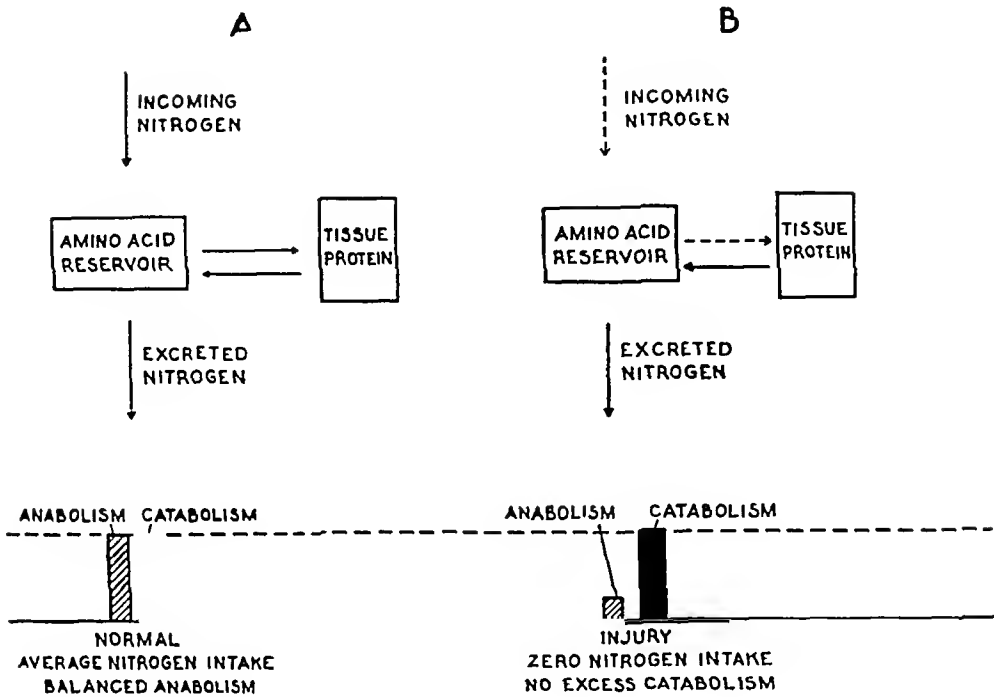 A
INCOMING
NITROGEN
AMINO ACID
RESERVOIR
TISSUE
PROTEIN
EXCRETED
NITROGEN
ANABOLISM CATABOLISM
NORMAL
AVERAGE NITROGEN INTAKE
BALANCED ANABOLISM
B
INCOMING
NITROGEN
AMINO ACID
RESERVOIR
TISSUE
PROTEIN
EXCRETED
NITROGEN
ANABOLISM
CATABOLISM
INJURY
ZERO NITROGEN INTAKE
NO EXCESS CATABOLISM